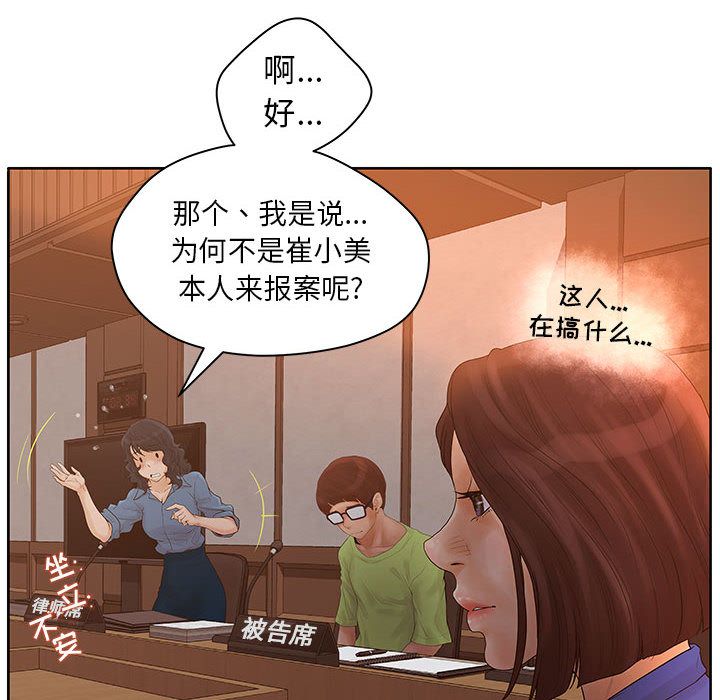 啊...
好...
那个、我是说...
为何不是崔小美
本人来报案呢?
这人...
在搞什么...
坐立
不安
律师席
被告席